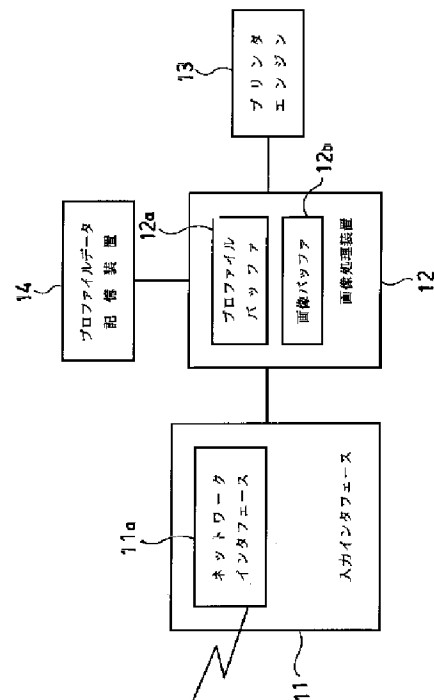 14
プロファイルデータ
記信装置
13
プリンタ
エンジン
12a
プロファイル
バッファ
12b
画像バッファ
画像処理装置
12
11a
ネットワーク
インタフェース
入力インタフェース
11